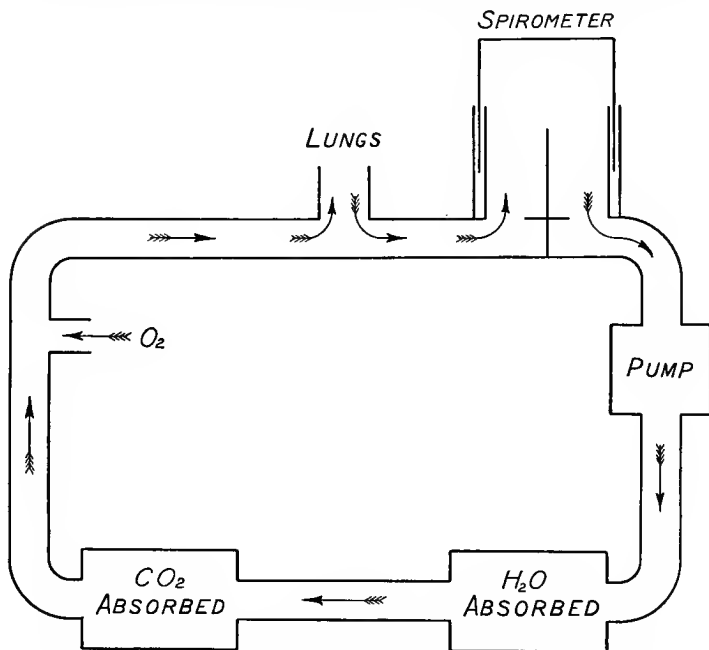 SPIROMETER
LUNGS
O₂
PUMP
CO₂
ABSORBED
H₂O
ABSORBED